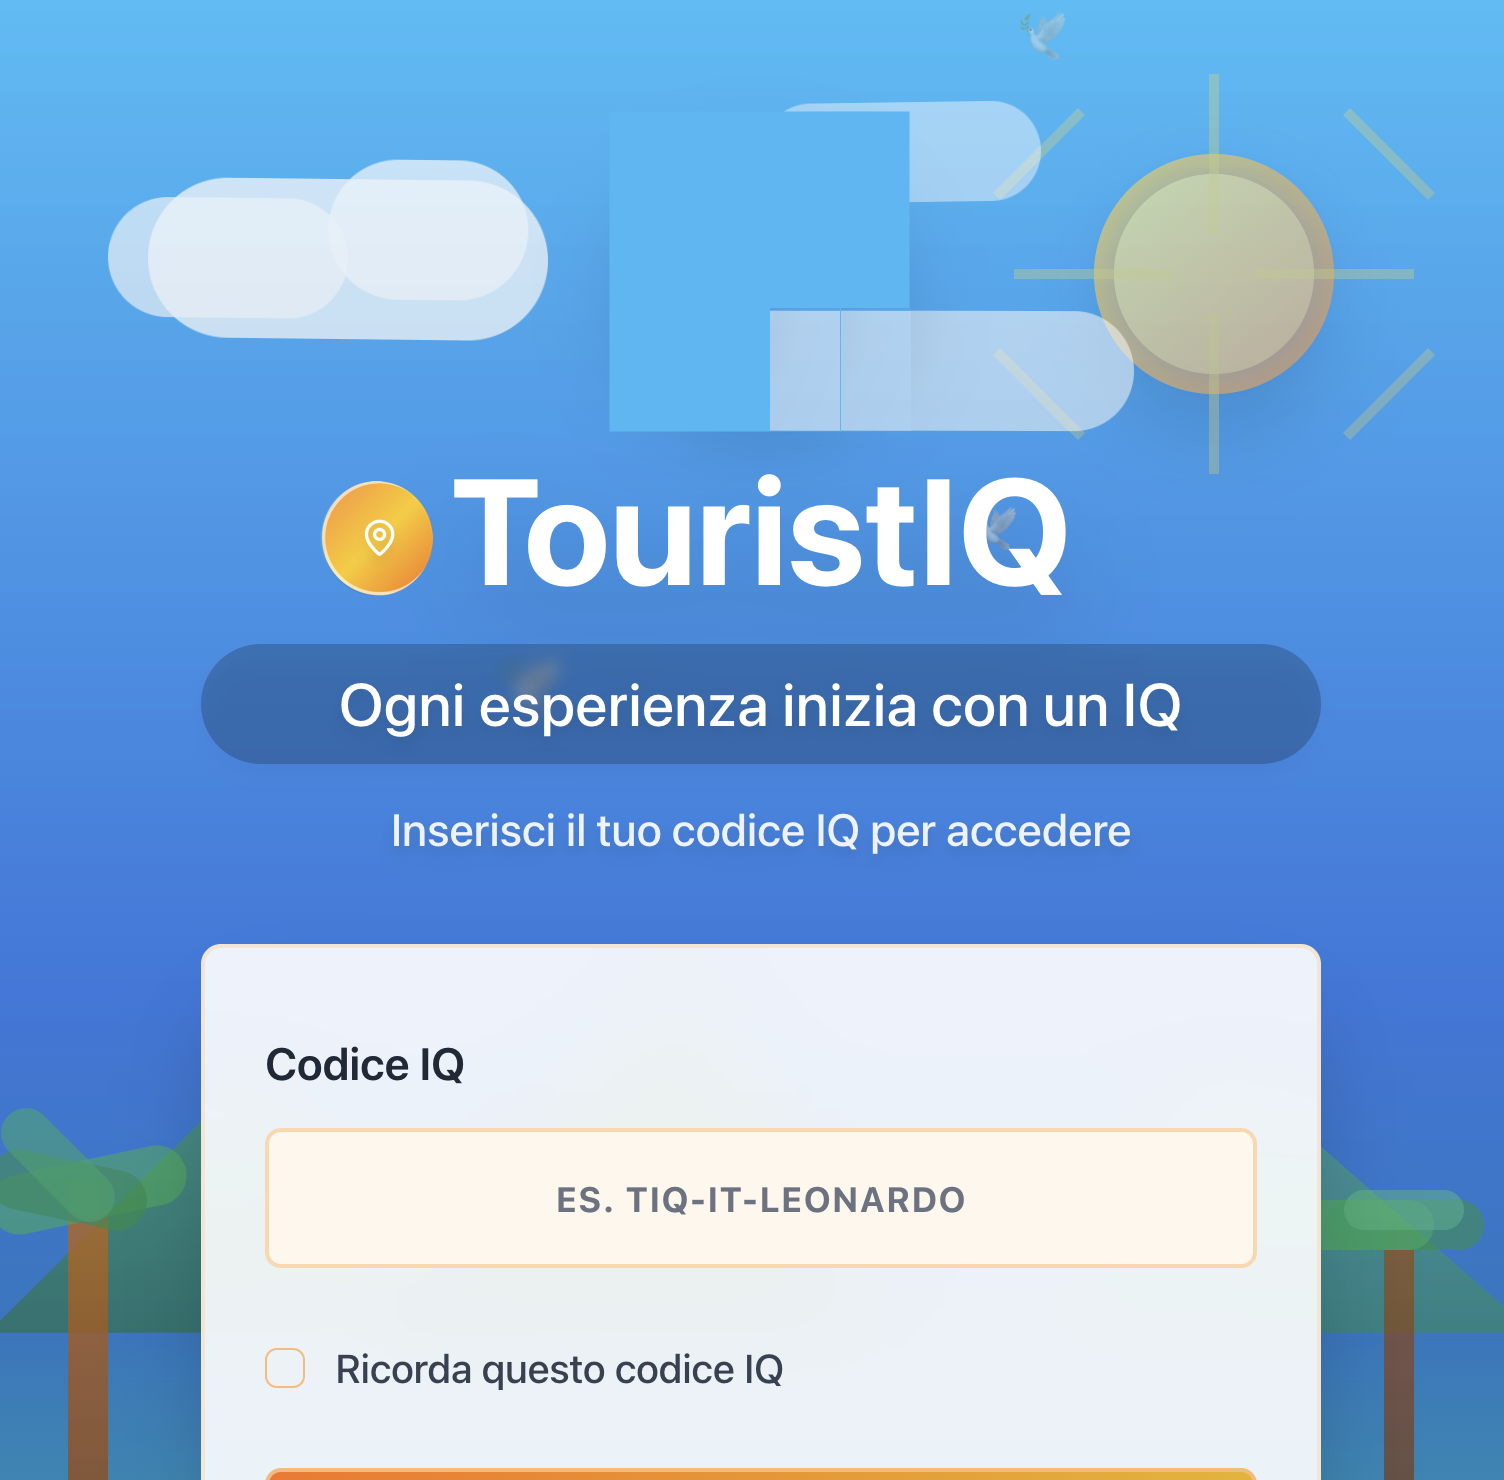 TouristIQ
Ogni esperienza inizia con un IQ
Inserisci il tuo codice IQ per accedere
Codice IQ
ES. TIQ-IT-LEONARDO
Ricorda questo codice IQ